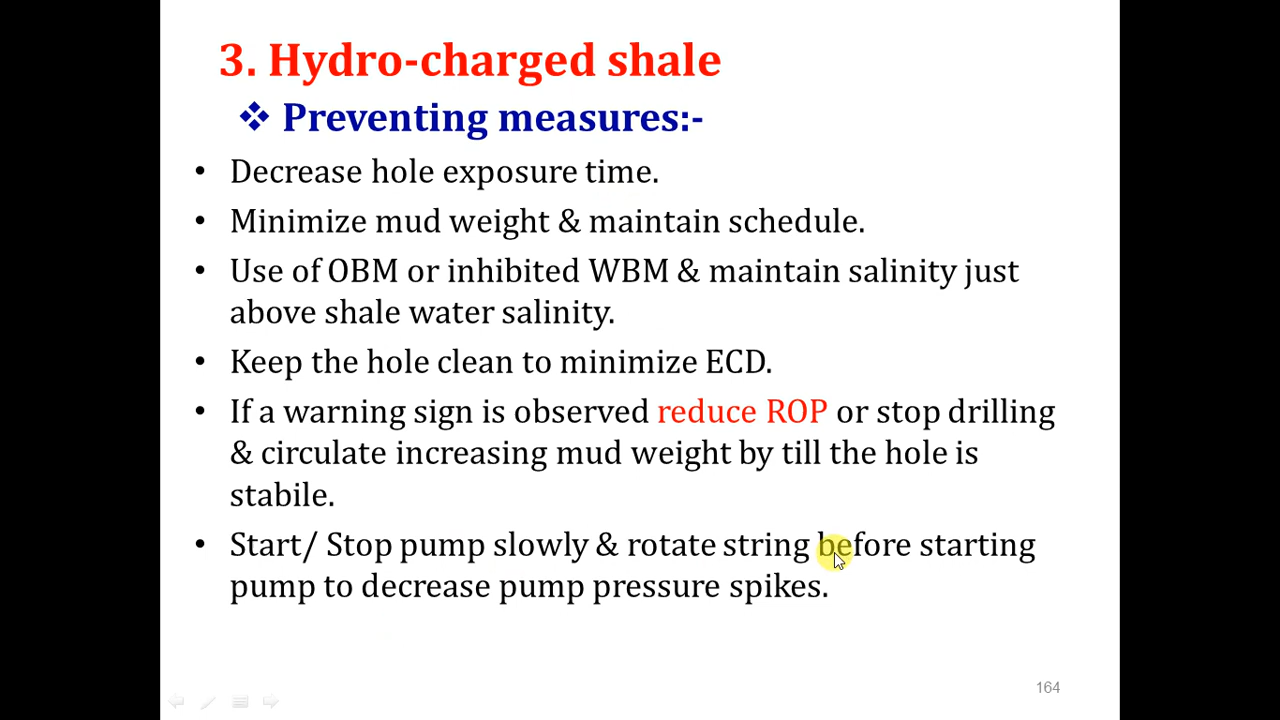 3. Hydro-charged shale
❖ Preventing measures:-
• Decrease hole exposure time.
• Minimize mud weight & maintain schedule.
• Use of OBM or inhibited WBM & maintain salinity just
above shale water salinity.
• Keep the hole clean to minimize ECD.
• If a warning sign is observed reduce ROP or stop drilling
& circulate increasing mud weight by till the hole is
stabile.
• Start/ Stop pump slowly & rotate string before starting
pump to decrease pump pressure spikes.
164